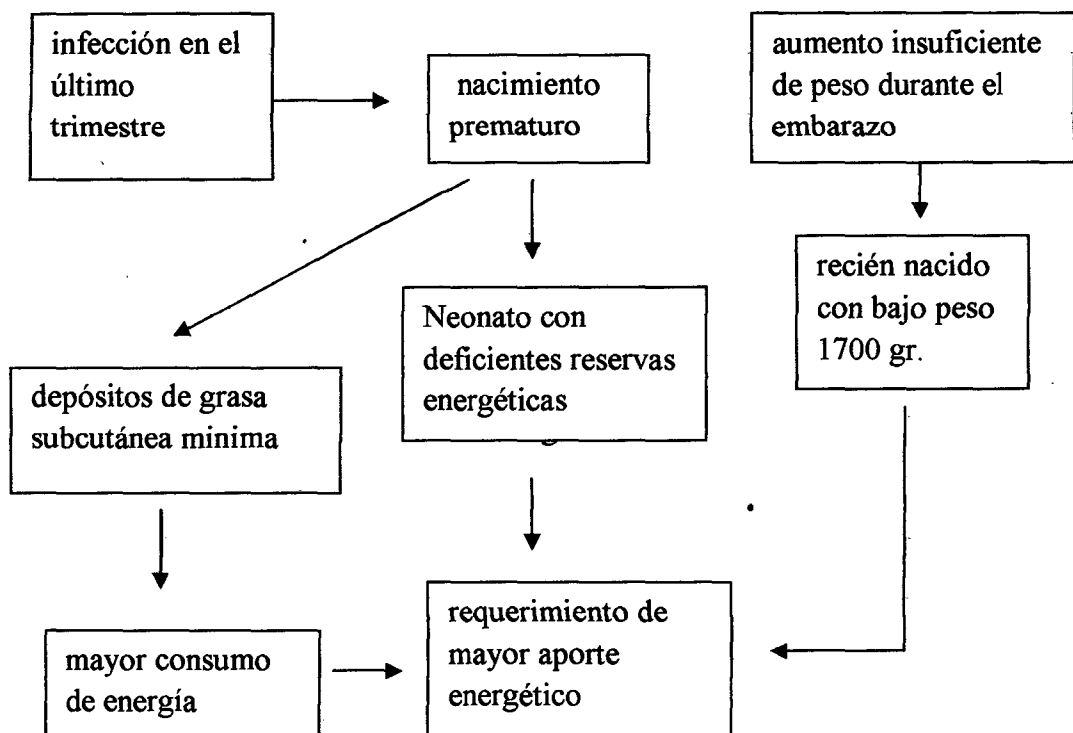 infección en el
último
trimestre
nacimiento
prematuro
aumento insuficiente
de peso durante el
embarazo
depósitos de grasa
subcutánea minima
Neonato con
deficientes reservas
energéticas
recién nacido
con bajo peso
1700 gr.
mayor consumo
de energía
requerimiento de
mayor aporte
energético